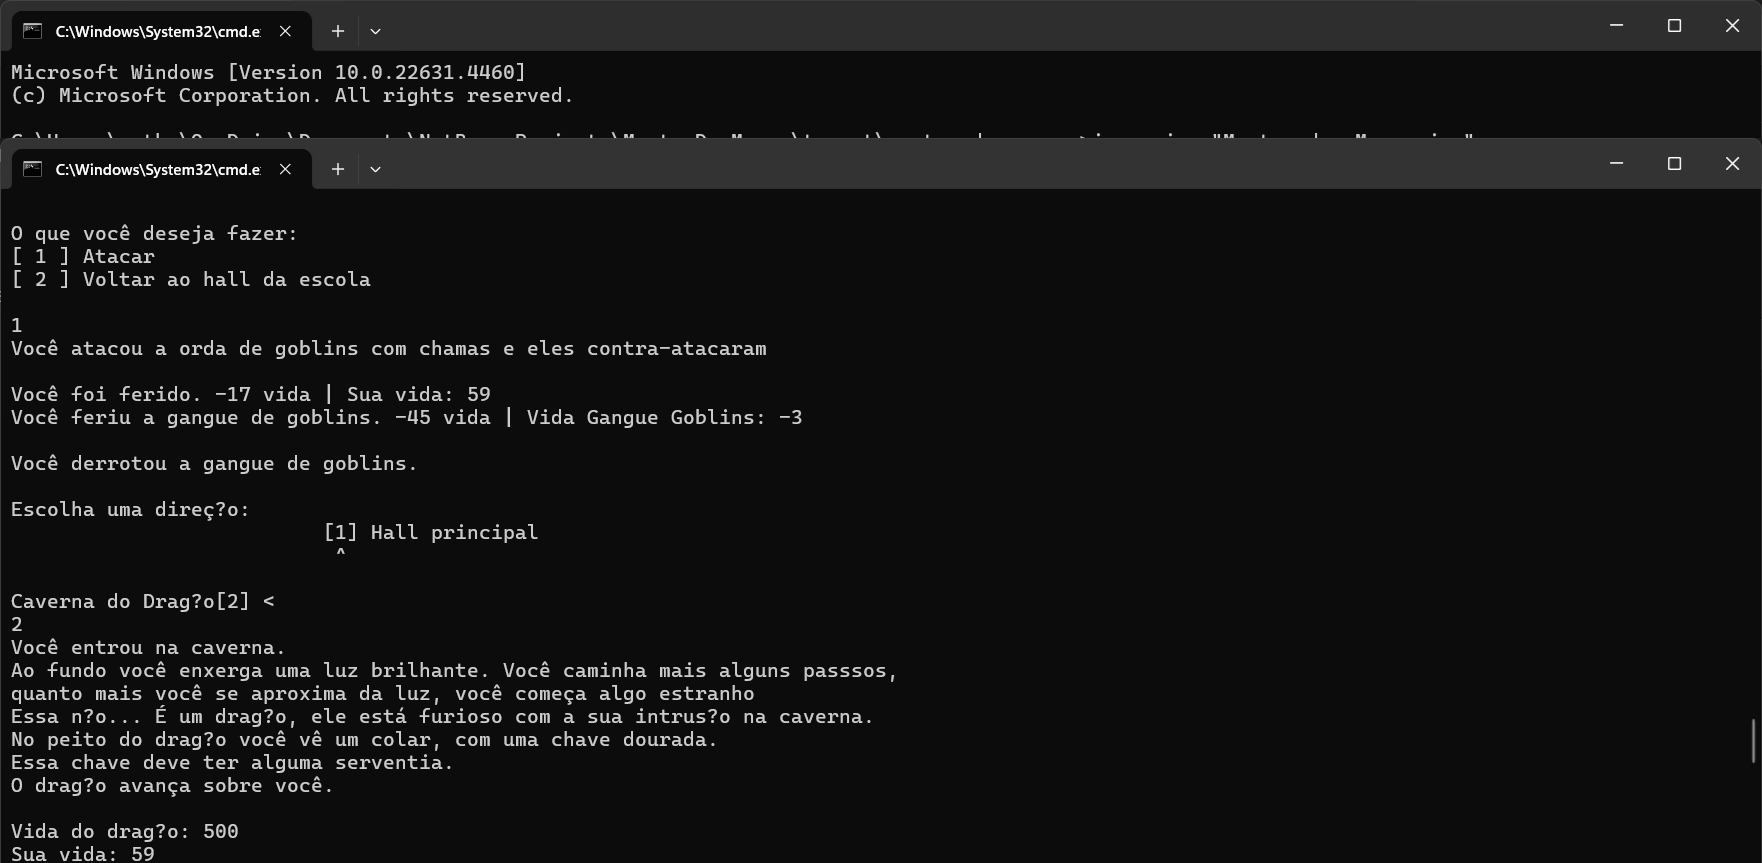 C:\Windows\System32\cmd.e
Microsoft Windows [Version 10.0.22631.4460]
(c) Microsoft Corporation. All rights reserved.
C:\Windows\System32\cmd.e
O que você deseja fazer:
[ 1 ] Atacar
[ 2 ] Voltar ao hall da escola
1
Você atacou a orda de goblins com chamas e eles contra-atacaram
Você foi ferido. -17 vida | Sua vida: 59
Você feriu a gangue de goblins. -45 vida | Vida Gangue Goblins: -3
Você derrotou a gangue de goblins.
Escolha uma direç?o:
[1] Hall principal
^
Caverna do Drag?o[2] <
2
Você entrou na caverna.
Ao fundo você enxerga uma luz brilhante. Você caminha mais alguns passsos,
quanto mais você se aproxima da luz, você começa algo estranho
Essa n?o... É um drag?o, ele está furioso com a sua intrus?o na caverna.
No peito do drag?o você vê um colar, com uma chave dourada.
Essa chave deve ter alguma serventia.
O drag?o avança sobre você.
Vida do drag?o: 500
Sua vida: 59